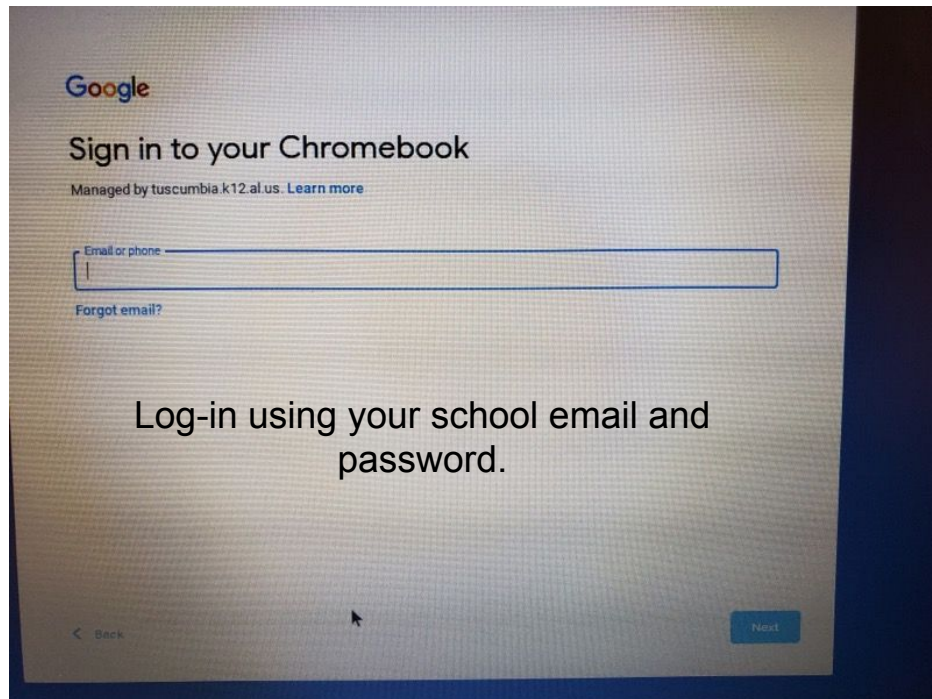 Google
Sign in to your Chromebook
Managed by tuscumbia.k12.al.us. Learn more
Email or phone
Forgot email?
Log-in using your school email and
password.
Back
Next